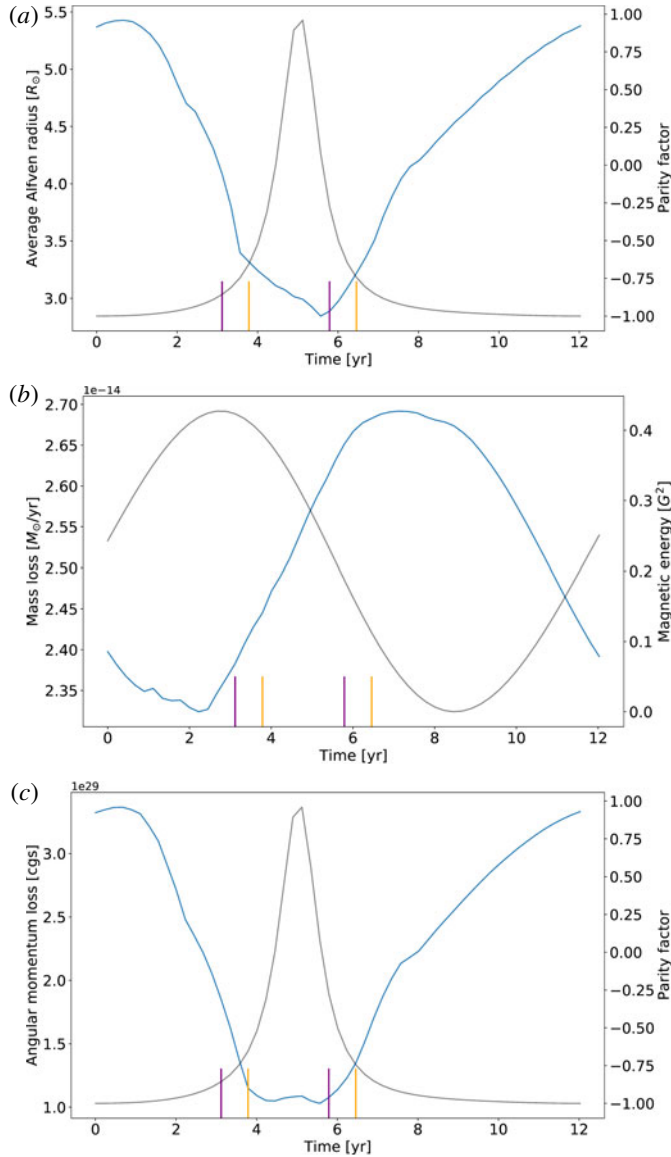 (a)
5.5
5.0
4.5
4.0
3.5
3.0
Average Alfven radius [R⊙]
1.00
0.75
0.50
0.25
0.00
−0.25
−0.50
−0.75
−1.00
Parity factor
0 2 4 6 8 10 12
Time [yr]
(b)
1e−14
2.70
2.65
2.60
2.55
2.50
2.45
2.40
2.35
Mass loss [M⊙/yr]
0.4
0.3
0.2
0.1
0.0
Magnetic energy [G²]
0 2 4 6 8 10 12
Time [yr]
(c)
1e29
3.0
2.5
2.0
1.5
1.0
Angular momentum loss [cgs]
1.00
0.75
0.50
0.25
0.00
−0.25
−0.50
−0.75
−1.00
Parity factor
0 2 4 6 8 10 12
Time [yr]